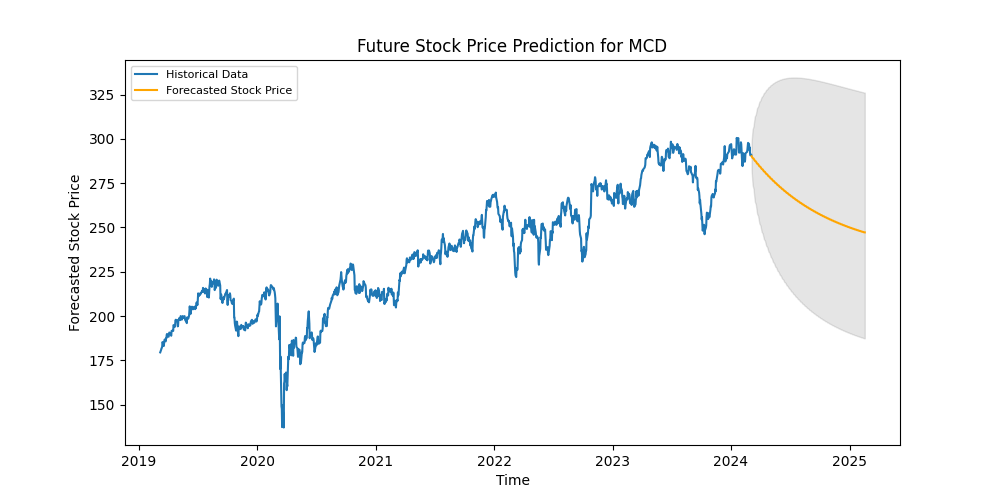 Future Stock Price Prediction for MCD
Historical Data
Forecasted Stock Price
Forecasted Stock Price
325
300
275
250
225
200
175
150
2019 2020 2021 2022 2023 2024 2025
Time